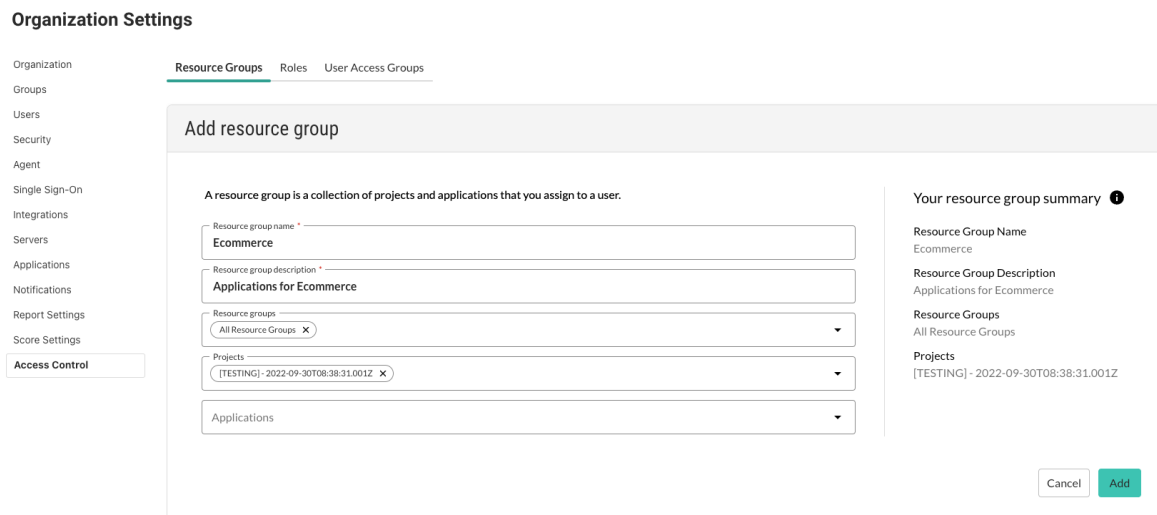 Organization Settings
Organization
Groups
Users
Security
Agent
Single Sign-On
Integrations
Servers
Applications
Notifications
Report Settings
Score Settings
Access Control
Resource Groups Roles User Access Groups
Add resource group
A resource group is a collection of projects and applications that you assign to a user.
Resource group name *
Ecommerce
Resource group description *
Applications for Ecommerce
Resource groups
All Resource Groups ×
Projects
[TESTING] - 2022-09-30T08:38:31.001Z ×
Applications
Your resource group summary i
Resource Group Name
Ecommerce
Resource Group Description
Applications for Ecommerce
Resource Groups
All Resource Groups
Projects
[TESTING] - 2022-09-30T08:38:31.001Z
Cancel Add